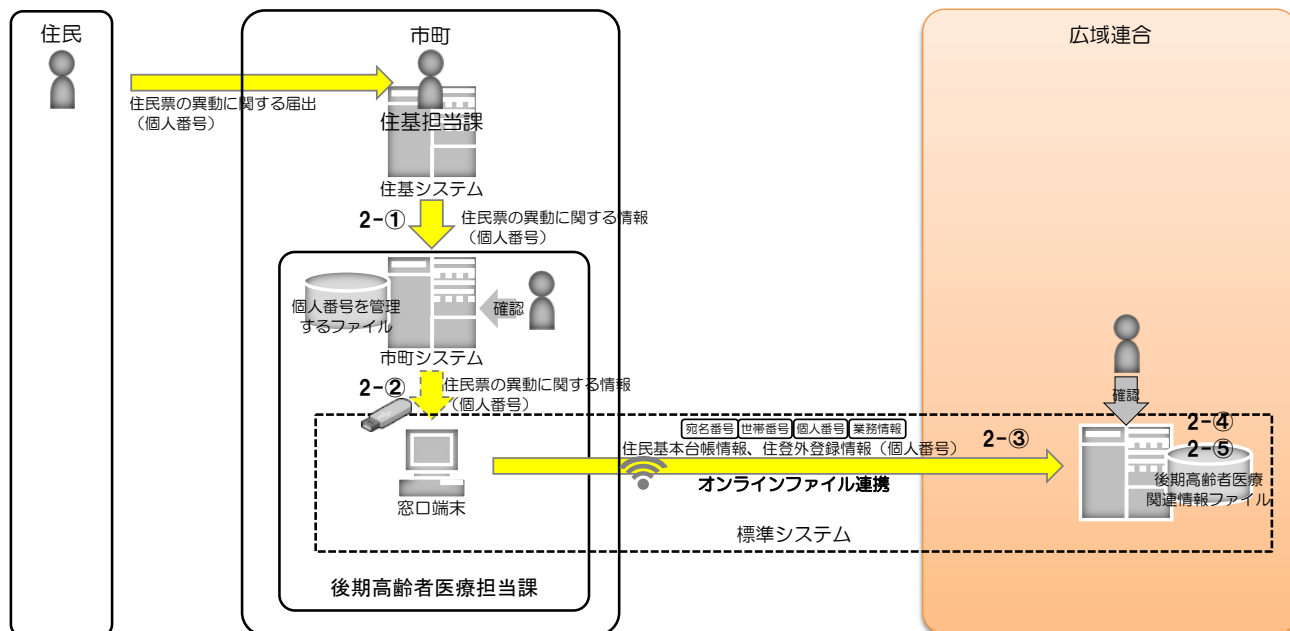 住民
市町
広域連合
住民票の異動に関する届出
（個人番号）
住基担当課
住基システム
2-①
住民票の異動に関する情報
（個人番号）
個人番号を管理
するファイル
確認
市町システム
2-②
住民票の異動に関する情報
（個人番号）
確認
宛名番号 世帯番号 個人番号 業務情報
住民基本台帳情報、住登外登録情報（個人番号）
2-③
2-④
2-⑤
オンラインファイル連携
後期高齢者医療
関連情報ファイル
窓口端末
標準システム
後期高齢者医療担当課